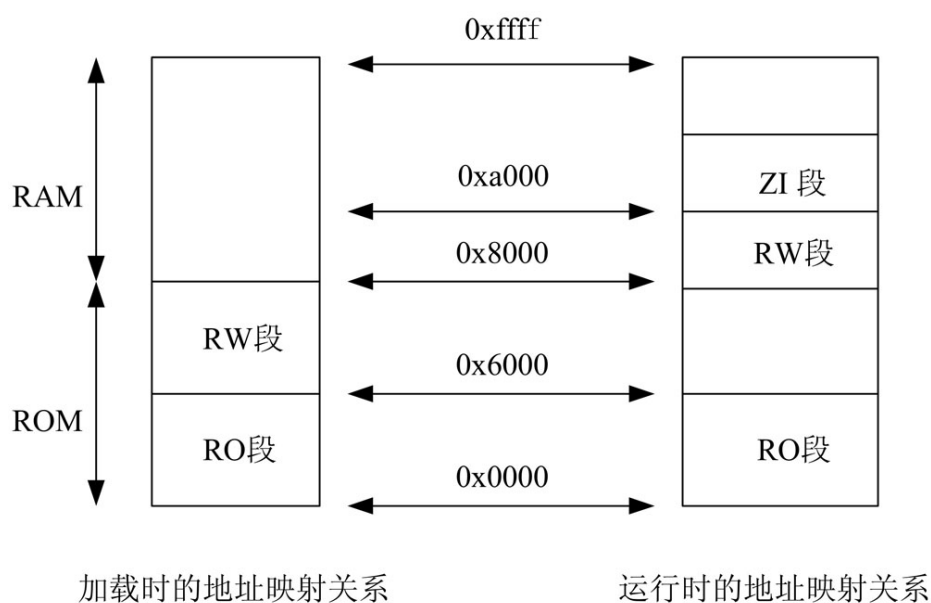 0xffff
RAM
0xa000
ZI 段
0x8000
RW段
RW段
0x6000
ROM
RO段
RO段
0x0000
加载时的地址映射关系
运行时的地址映射关系